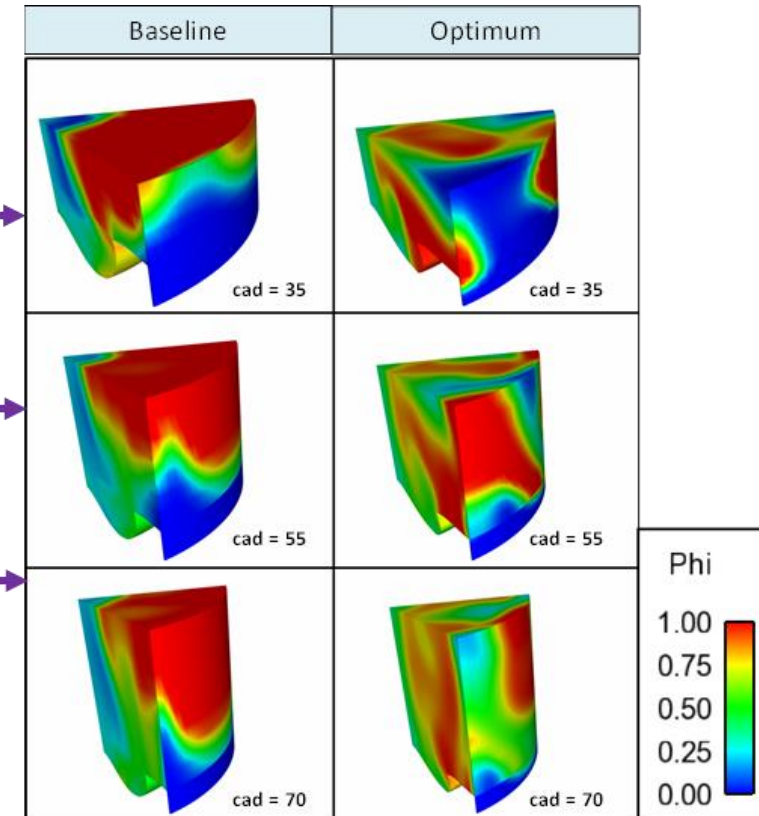 Baseline Optimum
cad = 35 cad = 35
cad = 55 cad = 55
cad = 70 cad = 70
Phi
1.00
0.75
0.50
0.25
0.00